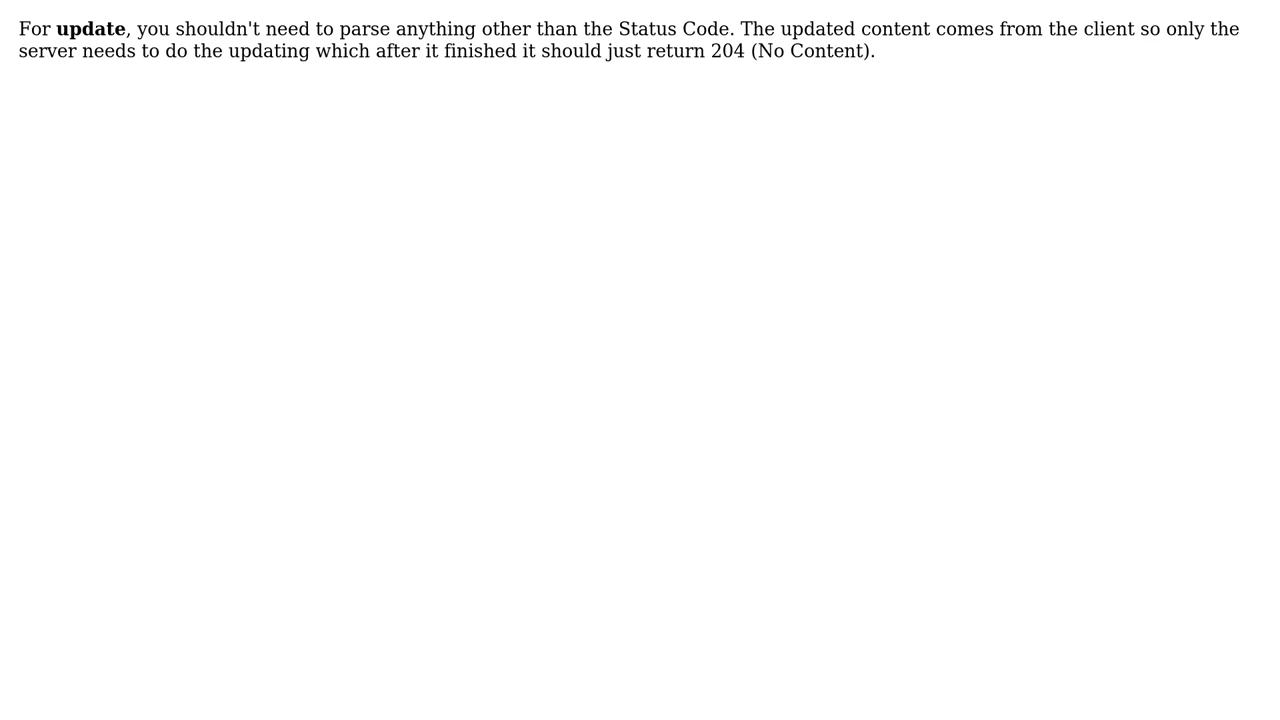 For update, you shouldn't need to parse anything other than the Status Code. The updated content comes from the client so only the
server needs to do the updating which after it finished it should just return 204 (No Content).